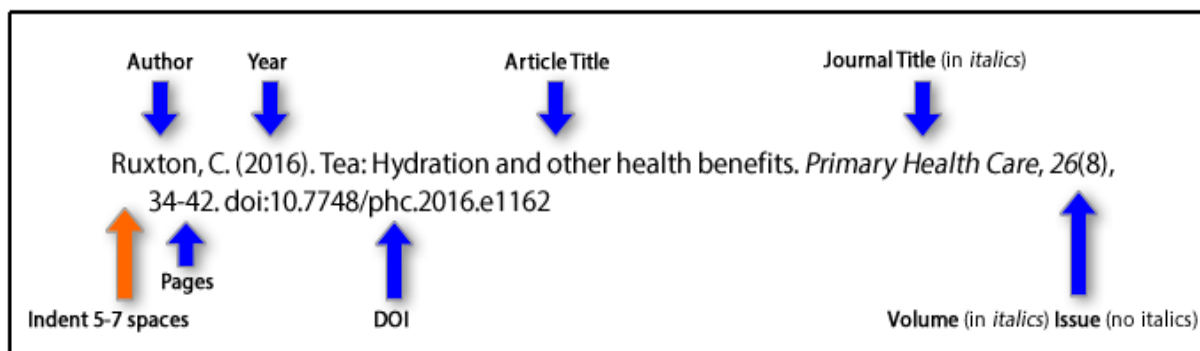 Author Year Article Title Journal Title (in italics)
Ruxton, C. (2016). Tea: Hydration and other health benefits. Primary Health Care, 26(8),
34-42. doi:10.7748/phc.2016.e1162
Pages
Indent 5-7 spaces DOI Volume (in italics) Issue (no italics)